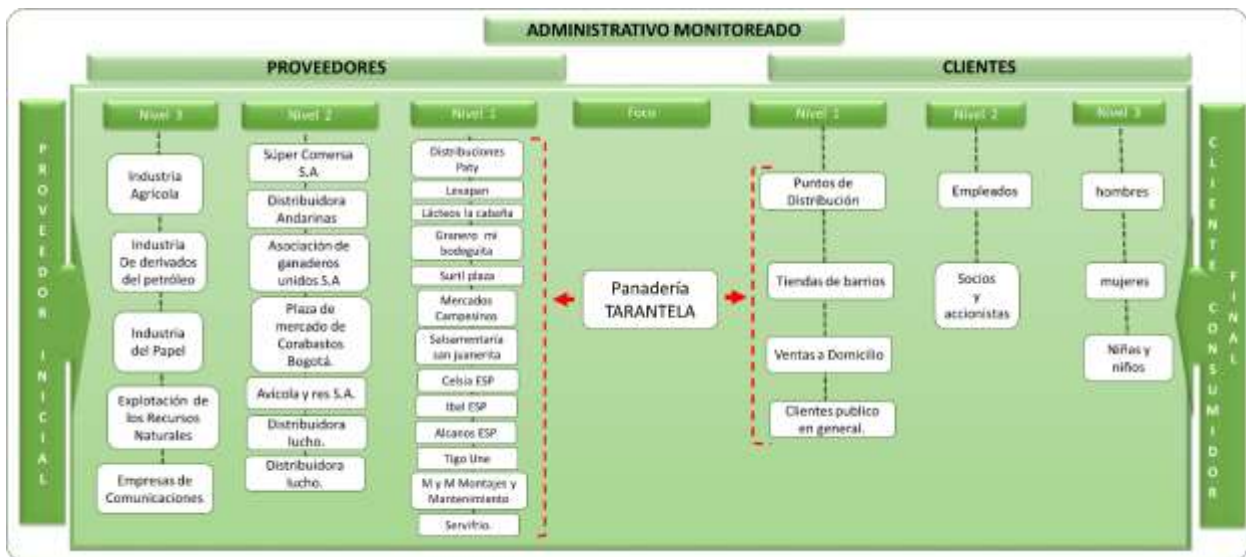 ADMINISTRATIVO MONITOREADO
PROVEEDORES
CLIENTES
PROVEEDOR INICIAL
Nivel 3
Industria
Agrícola
Industria
De derivados
del petróleo
Industria
del Papel
Explotación de
los Recursos
Naturales
Empresas de
Comunicaciones
Nivel 2
Súper Comersa
S.A
Distribuidora
Andarinas
Asociación de
ganaderos
unidos S.A
Plaza de
mercado de
Corabastos
Bogotá.
Avícola y res S.A.
Distribuidora
lucho.
Distribuidora
lucho.
Nivel 1
Distribuciones
Paty
Lexapan
Lácteos la cabaña
Granero mi
bodeguita
Surtil plaza
Mercados
Campesinos
Salsamentaría
san juanerita
Celsia ESP
Ibal ESP
Alcanos ESP
Tigo Une
M y M Montajes y
Mantenimiento
Servifrio.
Foco
Panadería
TARANTELA
Nivel 1
Puntos de
Distribución
Tiendas de barrios
Ventas a Domicilio
Clientes publico
en general.
Nivel 2
Empleados
Socios
y
accionistas
Nivel 3
hombres
mujeres
Niñas y
niños
CLIENTE CONSUMIDOR
FINAL